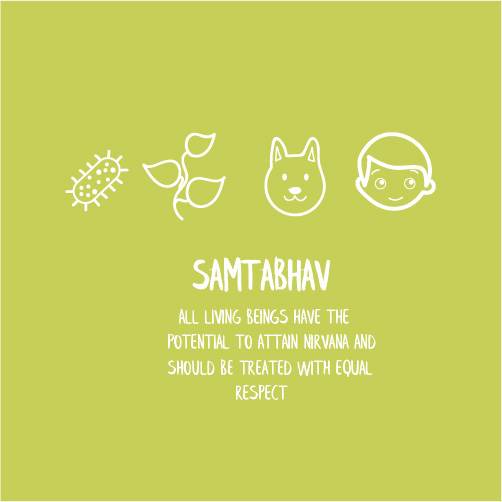 SAMTABHAV
ALL LIVING BEINGS HAVE THE
POTENTIAL TO ATTAIN NIRVANA AND
SHOULD BE TREATED WITH EQUAL
RESPECT